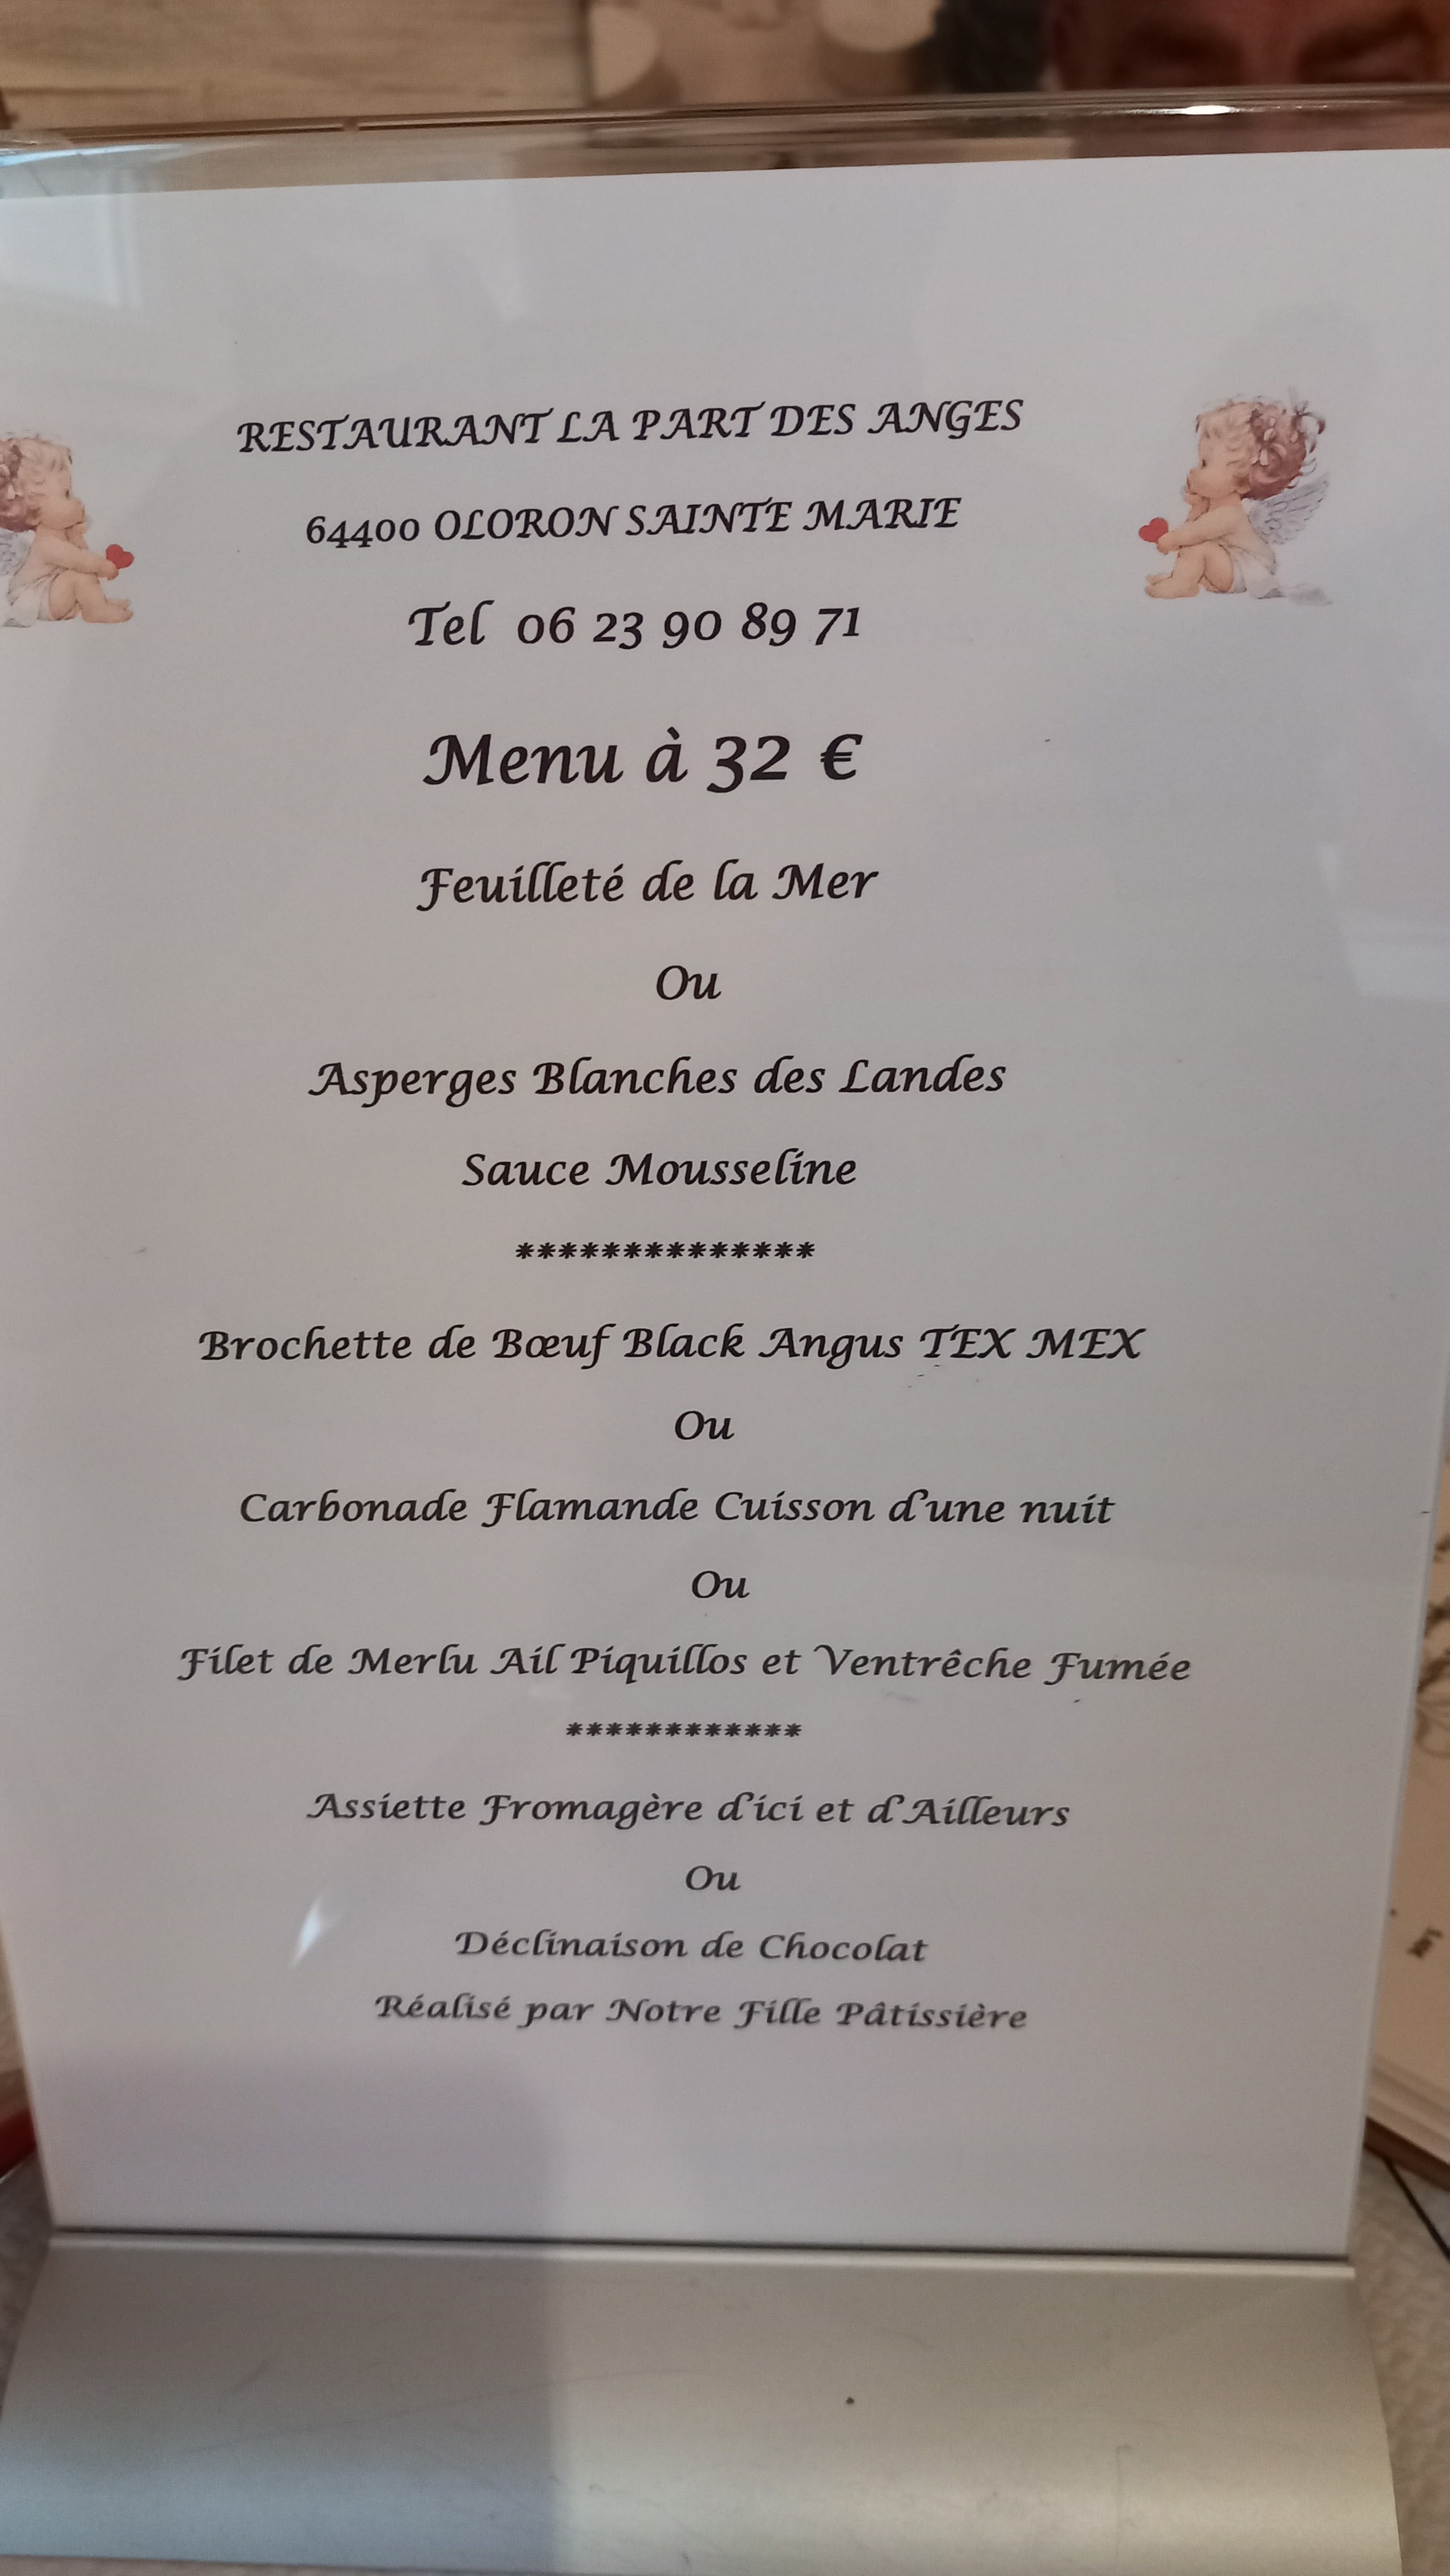 RESTAURANT LA PART DES ANGES
64400 OLORON SAINTE MARIE
Tel 06 23 90 89 71
Menu à 32 €
Feuilleté de la Mer
Ou
Asperges Blanches des Landes
Sauce Mousseline
**************
Brochette de Bœuf Black Angus TEX MEX
Ou
Carbonade Flamande Cuisson d'une nuit
Ou
Filet de Merlu Ail Piquillos et Ventrêche Fumée
************
Assiette Fromagère d'ici et d'Ailleurs
Ou
Déclinaison de Chocolat
Réalisé par Notre Fille Pâtissière